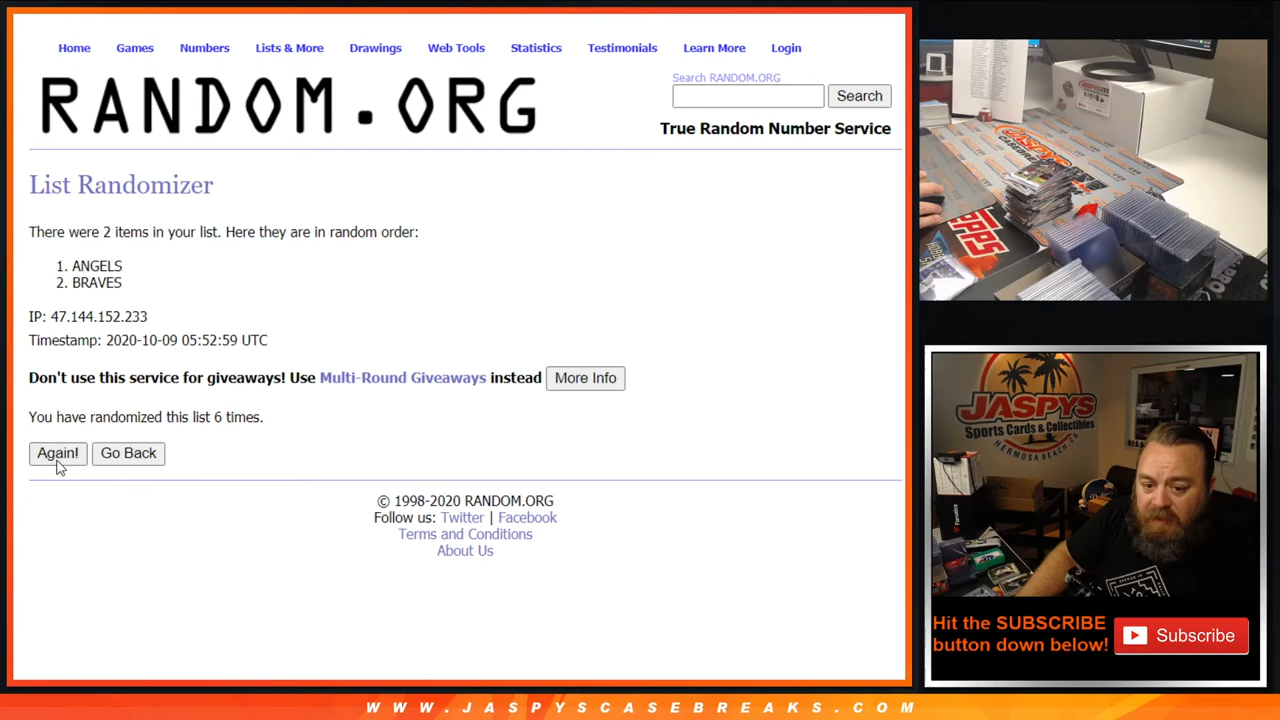 Home Games Numbers Lists & More Drawings Web Tools Statistics Testimonials Learn More Login
RANDOM.ORG
Search RANDOM.ORG
Search
True Random Number Service
List Randomizer
There were 2 items in your list. Here they are in random order:
1. ANGELS
2. BRAVES
IP: 47.144.152.233
Timestamp: 2020-10-09 05:52:59 UTC
Don't use this service for giveaways! Use Multi-Round Giveaways instead More Info
You have randomized this list 6 times.
Again! Go Back
© 1998-2020 RANDOM.ORG
Follow us: Twitter | Facebook
Terms and Conditions
About Us
JASPYS
CASEBREAKS
TOPPS
JASPYS
Sports Cards & Collectibles
HERMOSA BEACH, CA
Fanatics
Hit the SUBSCRIBE
button down below!
Subscribe
WWW.JASPYSCASEBREAKS.COM